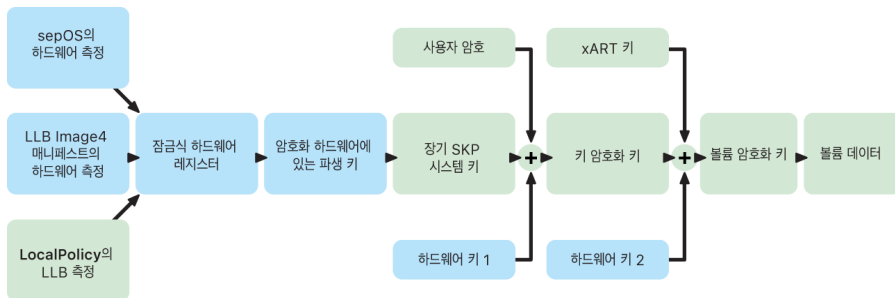 sepOS의
하드웨어 측정
사용자 암호
xART 키
LLB Image4
매니페스트의
하드웨어 측정
잠금식 하드웨어
레지스터
암호화 하드웨어에
있는 파생 키
장기 SKP
시스템 키
+
키 암호화 키
+
볼륨 암호화 키
볼륨 데이터
LocalPolicy의
LLB 측정
하드웨어 키 1
하드웨어 키 2